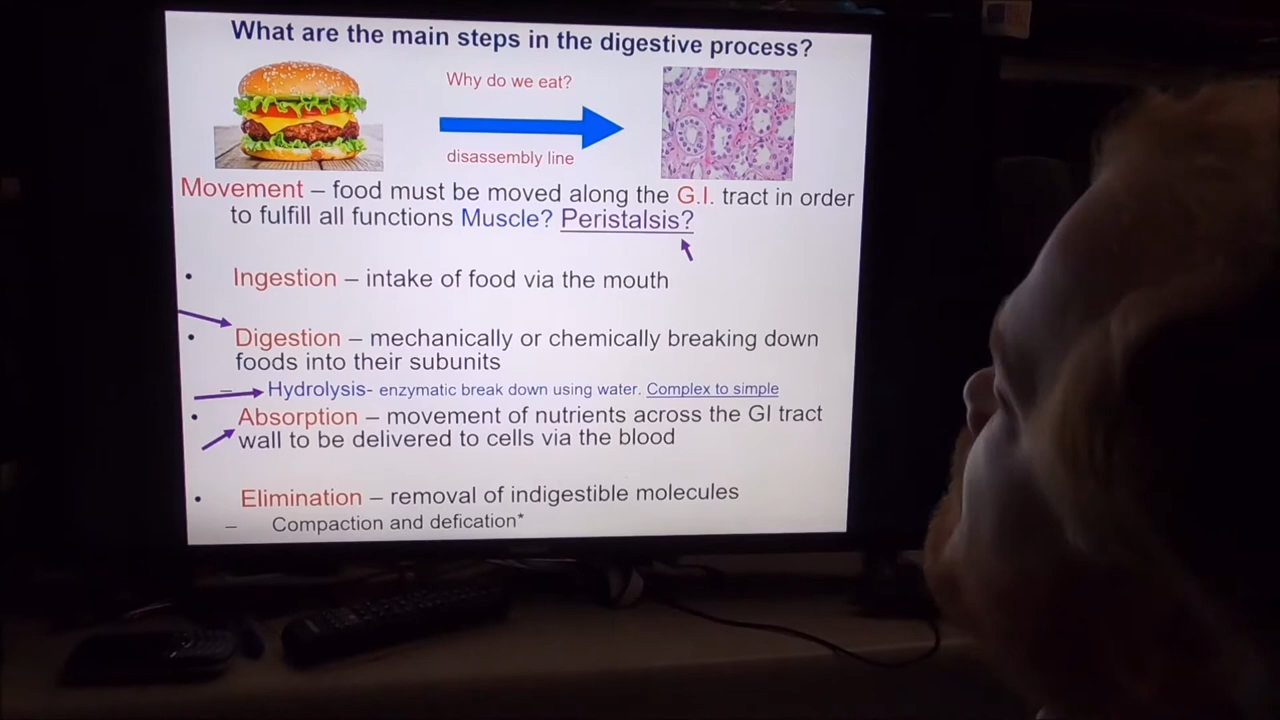 What are the main steps in the digestive process?
Why do we eat?
disassembly line
Movement – food must be moved along the G.I. tract in order
to fulfill all functions Muscle? Peristalsis?
• Ingestion – intake of food via the mouth
• Digestion – mechanically or chemically breaking down
foods into their subunits
– Hydrolysis- enzymatic break down using water. Complex to simple
• Absorption – movement of nutrients across the GI tract
wall to be delivered to cells via the blood
• Elimination – removal of indigestible molecules
– Compaction and defication*